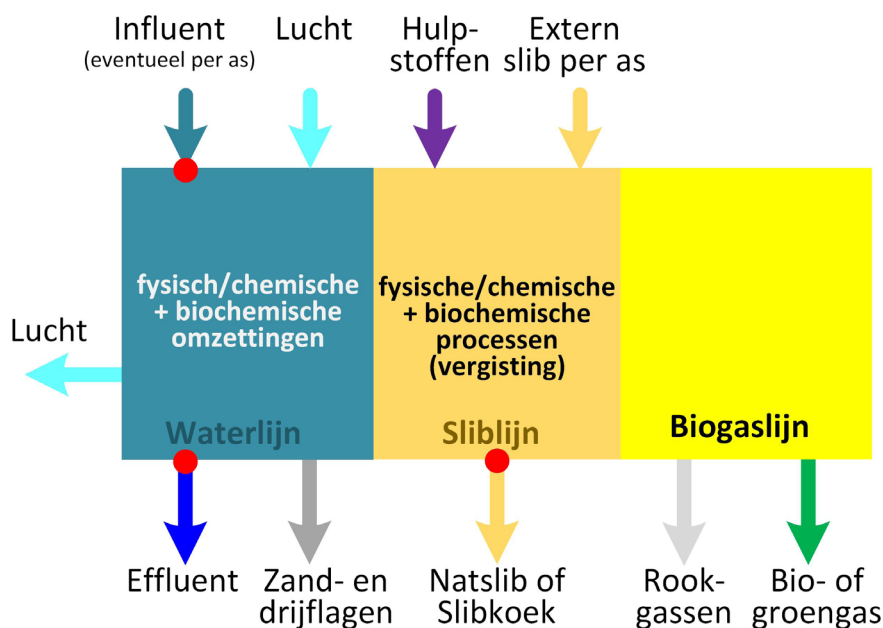 Influent
(eventueel per as)
Lucht
Hulp-
stoffen
Extern
slib per as
fysisch/chemische
+ biochemische
omzettingen
fysische/chemische
+ biochemische
processen
(vergisting)
Lucht
Waterlijn
Sliblijn
Biogaslijn
Effluent
Zand- en
drijflagen
Natslib of
Slibkoek
Rook-
gassen
Bio- of
groengas